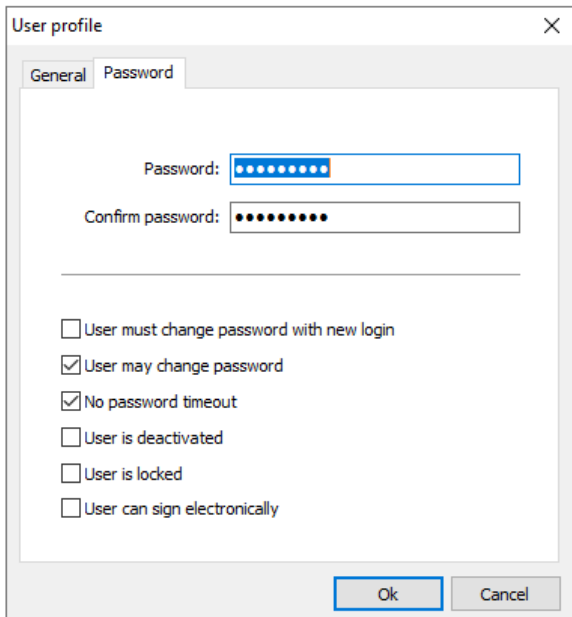 User profile
General Password
Password: ●●●●●●●●●
Confirm password: ●●●●●●●●●
User must change password with new login
User may change password
No password timeout
User is deactivated
User is locked
User can sign electronically
Ok Cancel